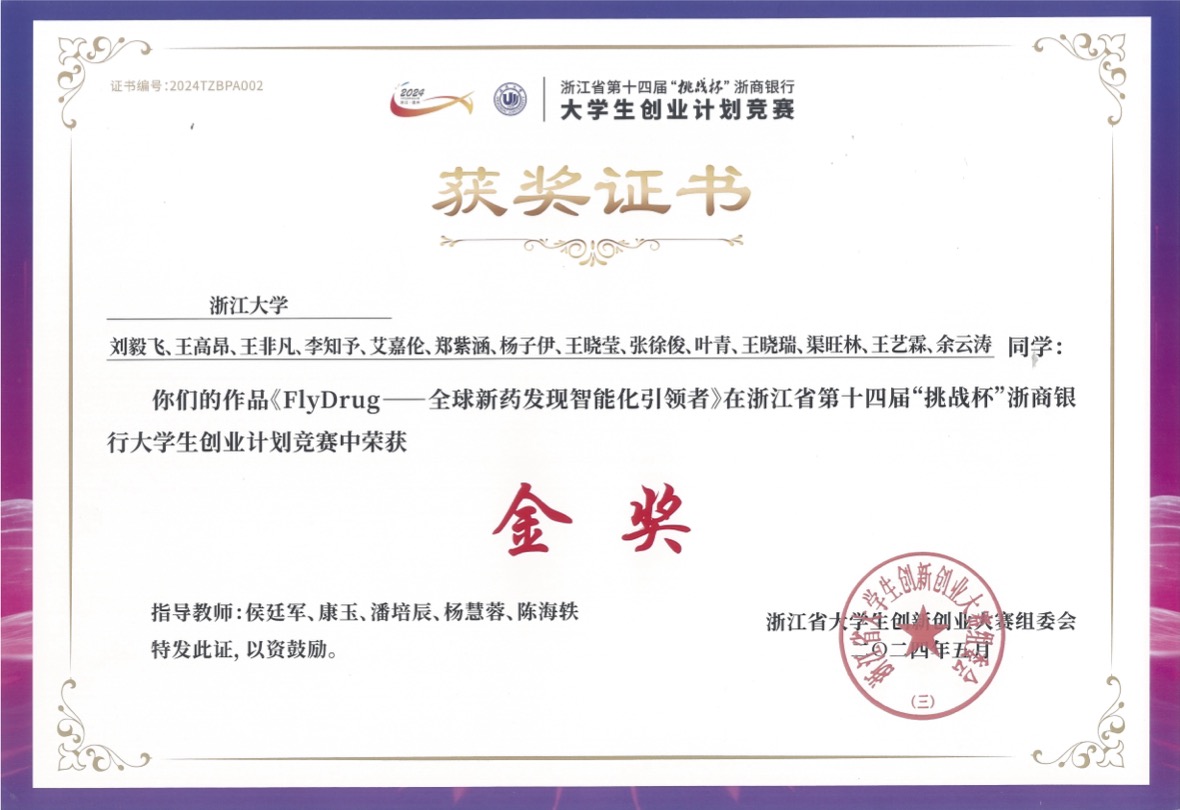 证书编号:2024TZBPA002
2024
浙江省第十四届“挑战杯”浙商银行
大学生创业计划竞赛
获奖证书
浙江大学
刘毅飞、王高昂、王非凡、李知予、艾嘉伦、郑紫涵、杨子伊、王晓莹、张徐俊、叶青、王晓瑞、渠旺林、王艺霖、余云涛 同学：
你们的作品《FlyDrug——全球新药发现智能化引领者》在浙江省第十四届“挑战杯”浙商银
行大学生创业计划竞赛中荣获
金奖
指导教师：侯廷军、康玉、潘培辰、杨慧蓉、陈海轶
特发此证，以资鼓励。
浙江省大学生创新创业大赛组委会
二〇二四年五月
浙江省大学生创新创业大赛组委会
(三)